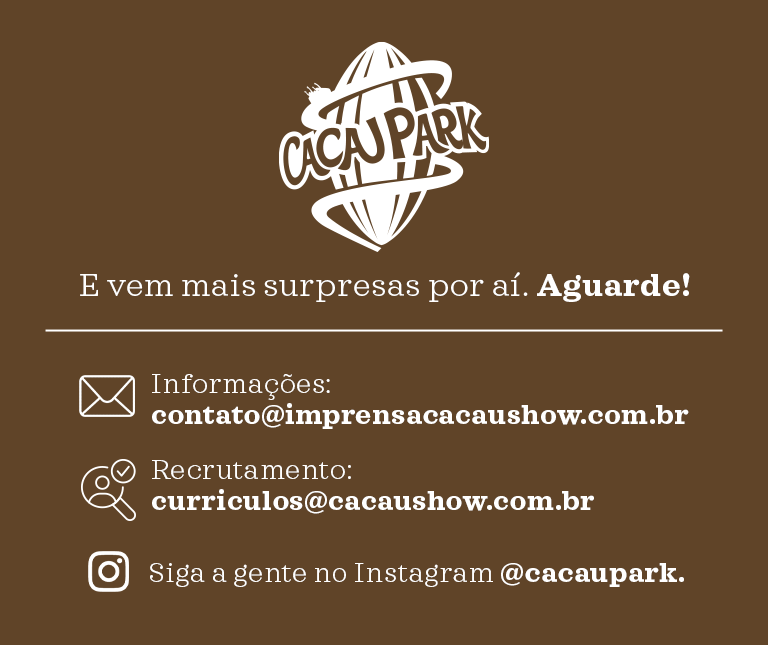 CACAU PARK
E vem mais surpresas por aí. Aguarde!
Informações:
contato@imprensacacaushow.com.br
Recrutamento:
curriculos@cacaushow.com.br
Siga a gente no Instagram @cacaupark.